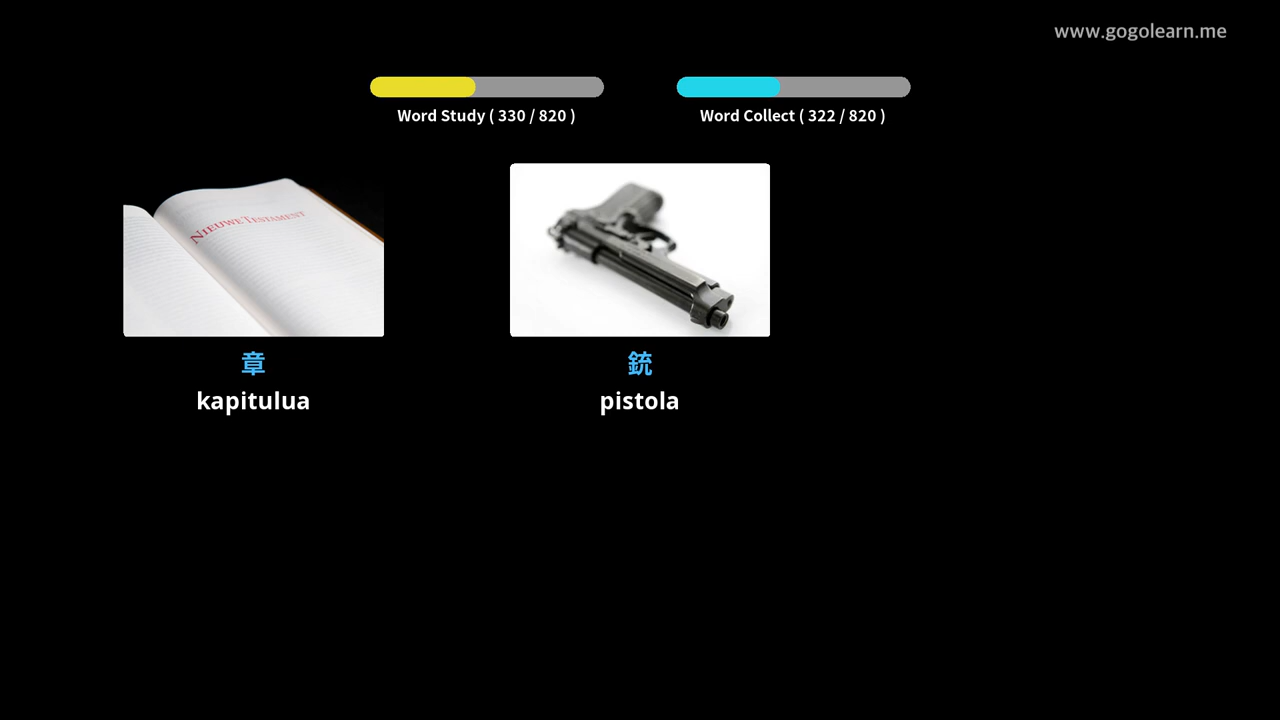 www.gogolearn.me
Word Study ( 330 / 820 )
Word Collect ( 322 / 820 )
NIEUWE TESTAMENT
章
kapitulua
銃
pistola